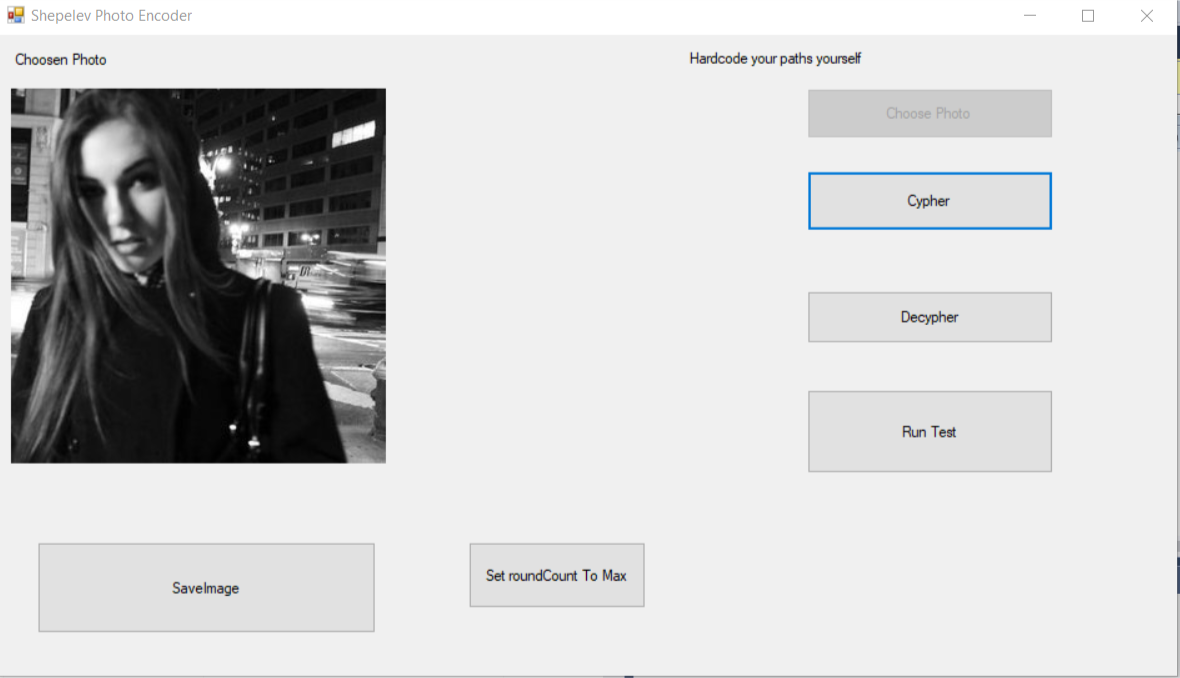 Shepelev Photo Encoder
Choosen Photo
Hardcode your paths yourself
Choose Photo
Cypher
Decypher
Run Test
SaveImage
Set roundCount To Max